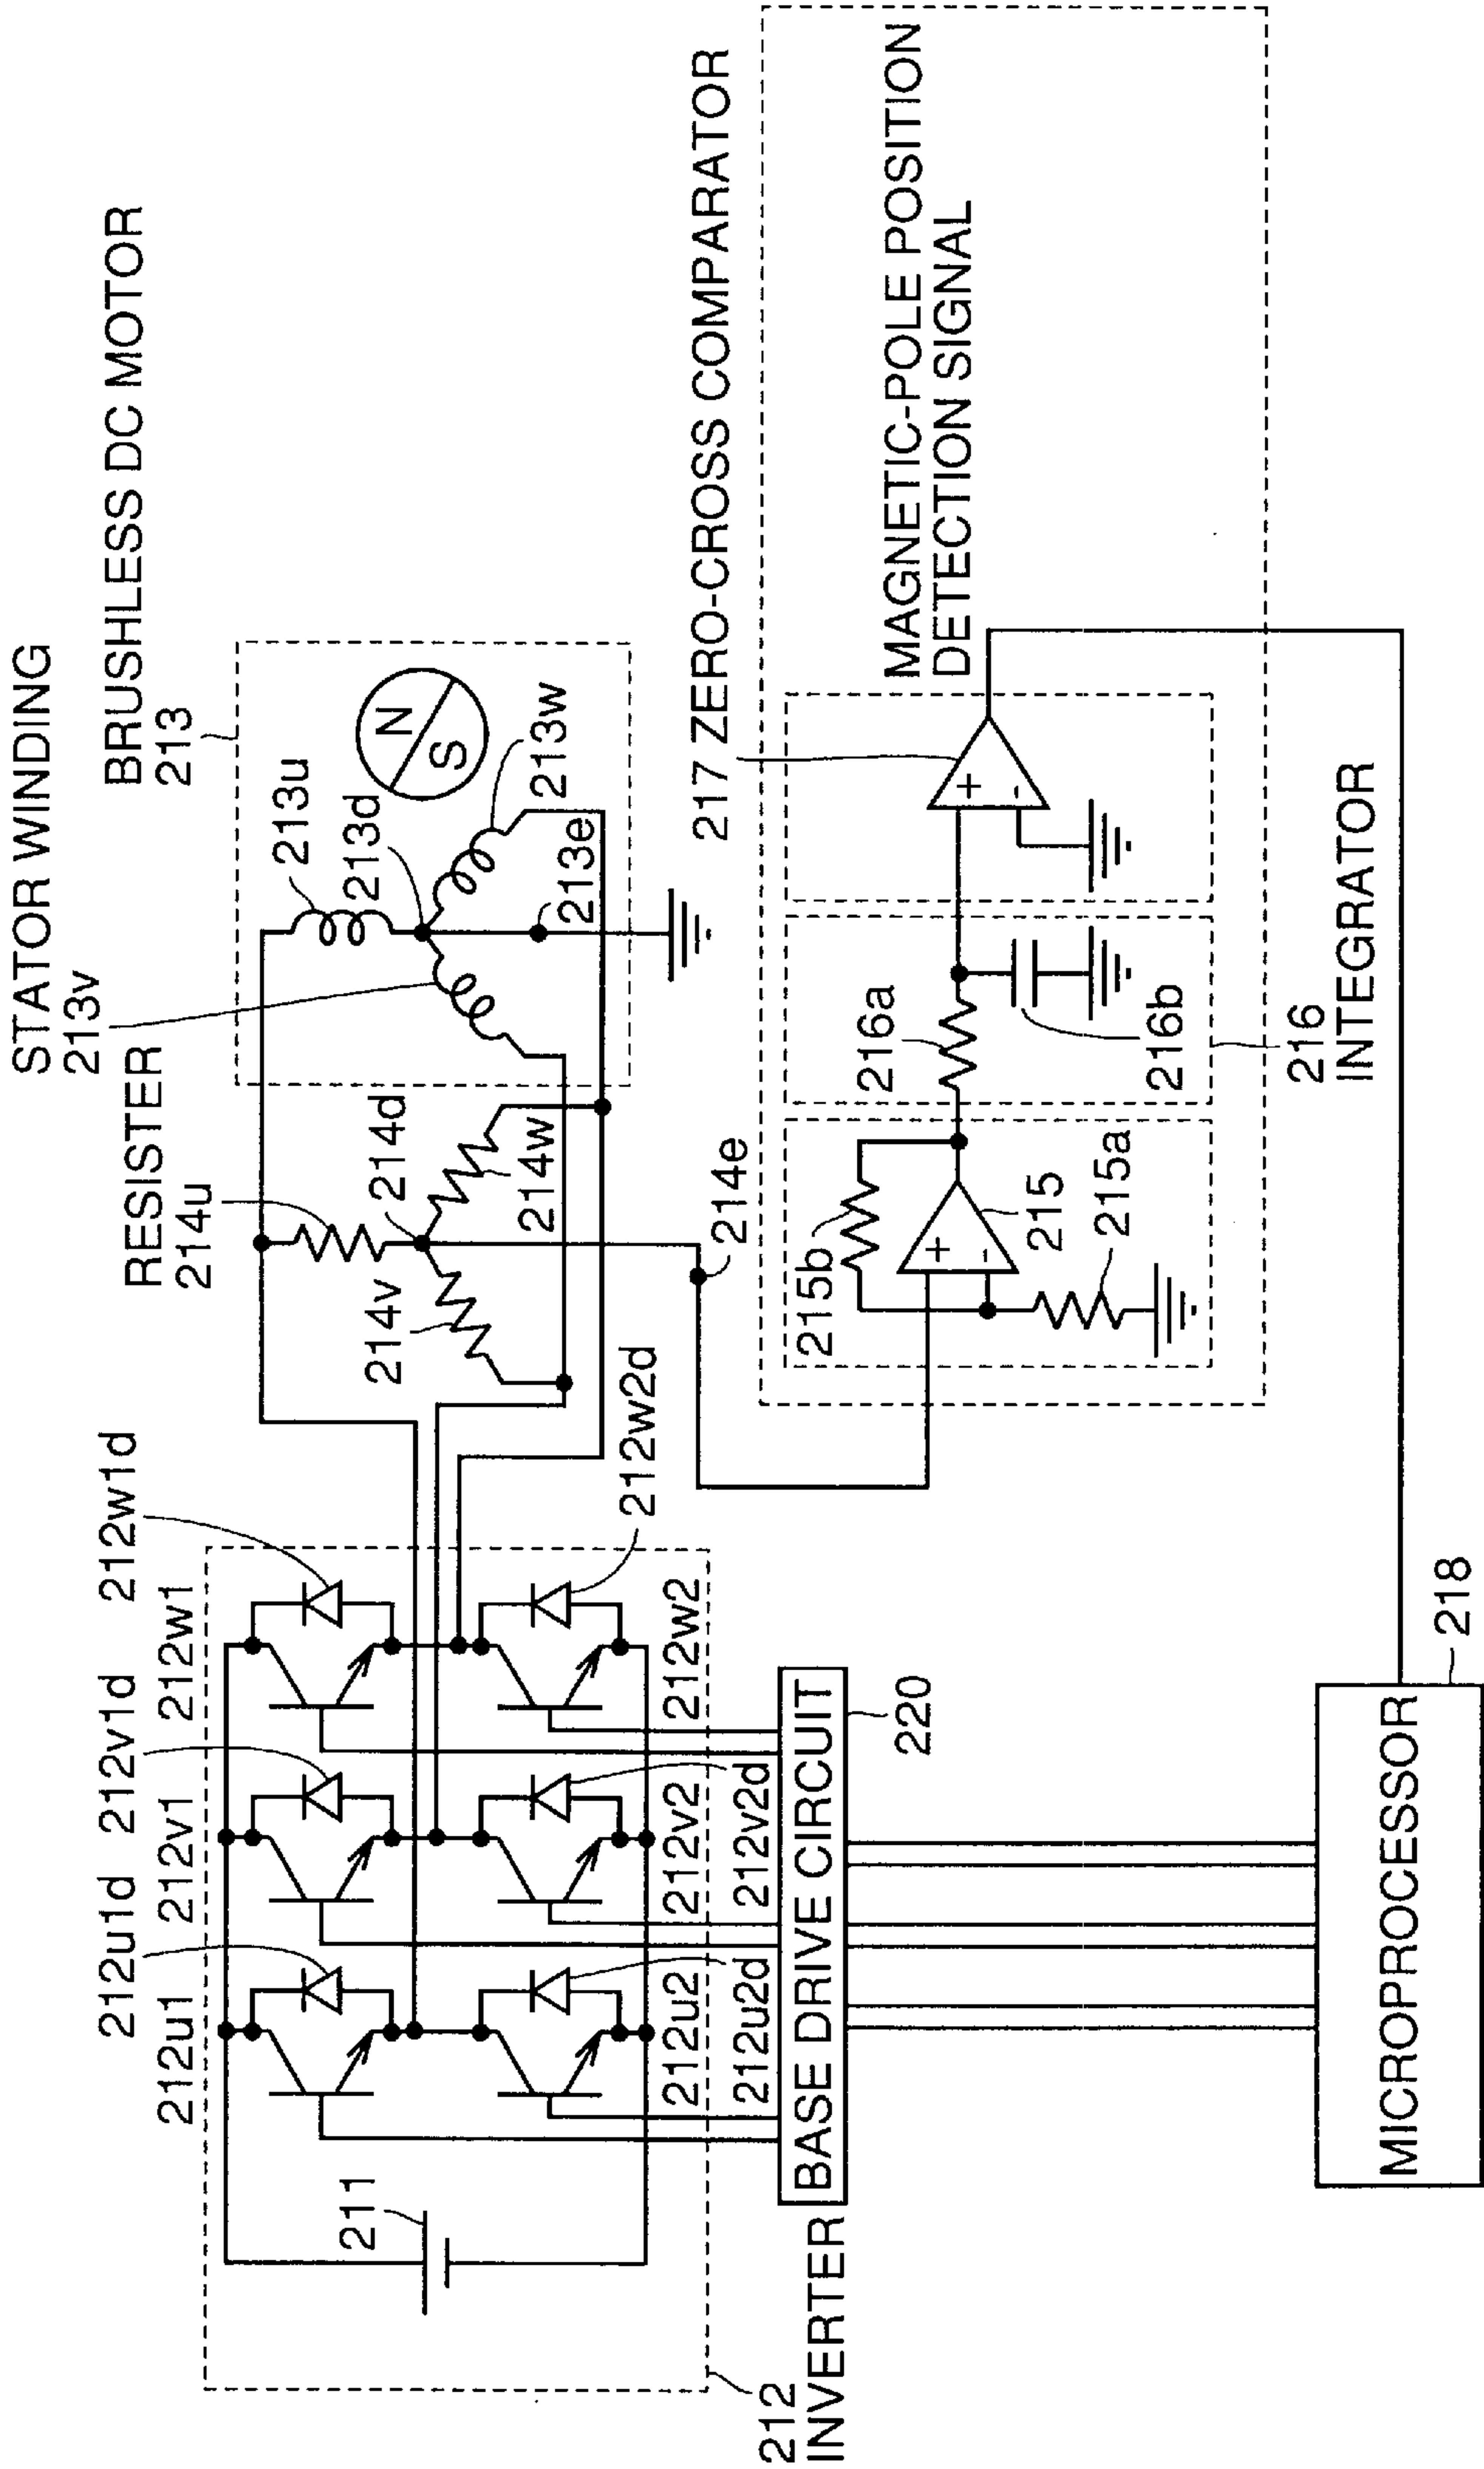 STATOR WINDING
213v
BRUSHLESS DC MOTOR
213
RESISTER
214u
213u
213d
N
S
213w
213e
214d
214w
214v
214e
212w1d
212w1
212v1d
212v1
212u1d
212u1
211
212w2d
212w2
212v2
212v2d
212u2
212u2d
212
INVERTER
BASE DRIVE CIRCUIT
220
217 ZERO-CROSS COMPARATOR
MAGNETIC-POLE POSITION
DETECTION SIGNAL
+
-
216a
216b
216
INTEGRATOR
215b
+
-
215
215a
MICROPROCESSOR
218